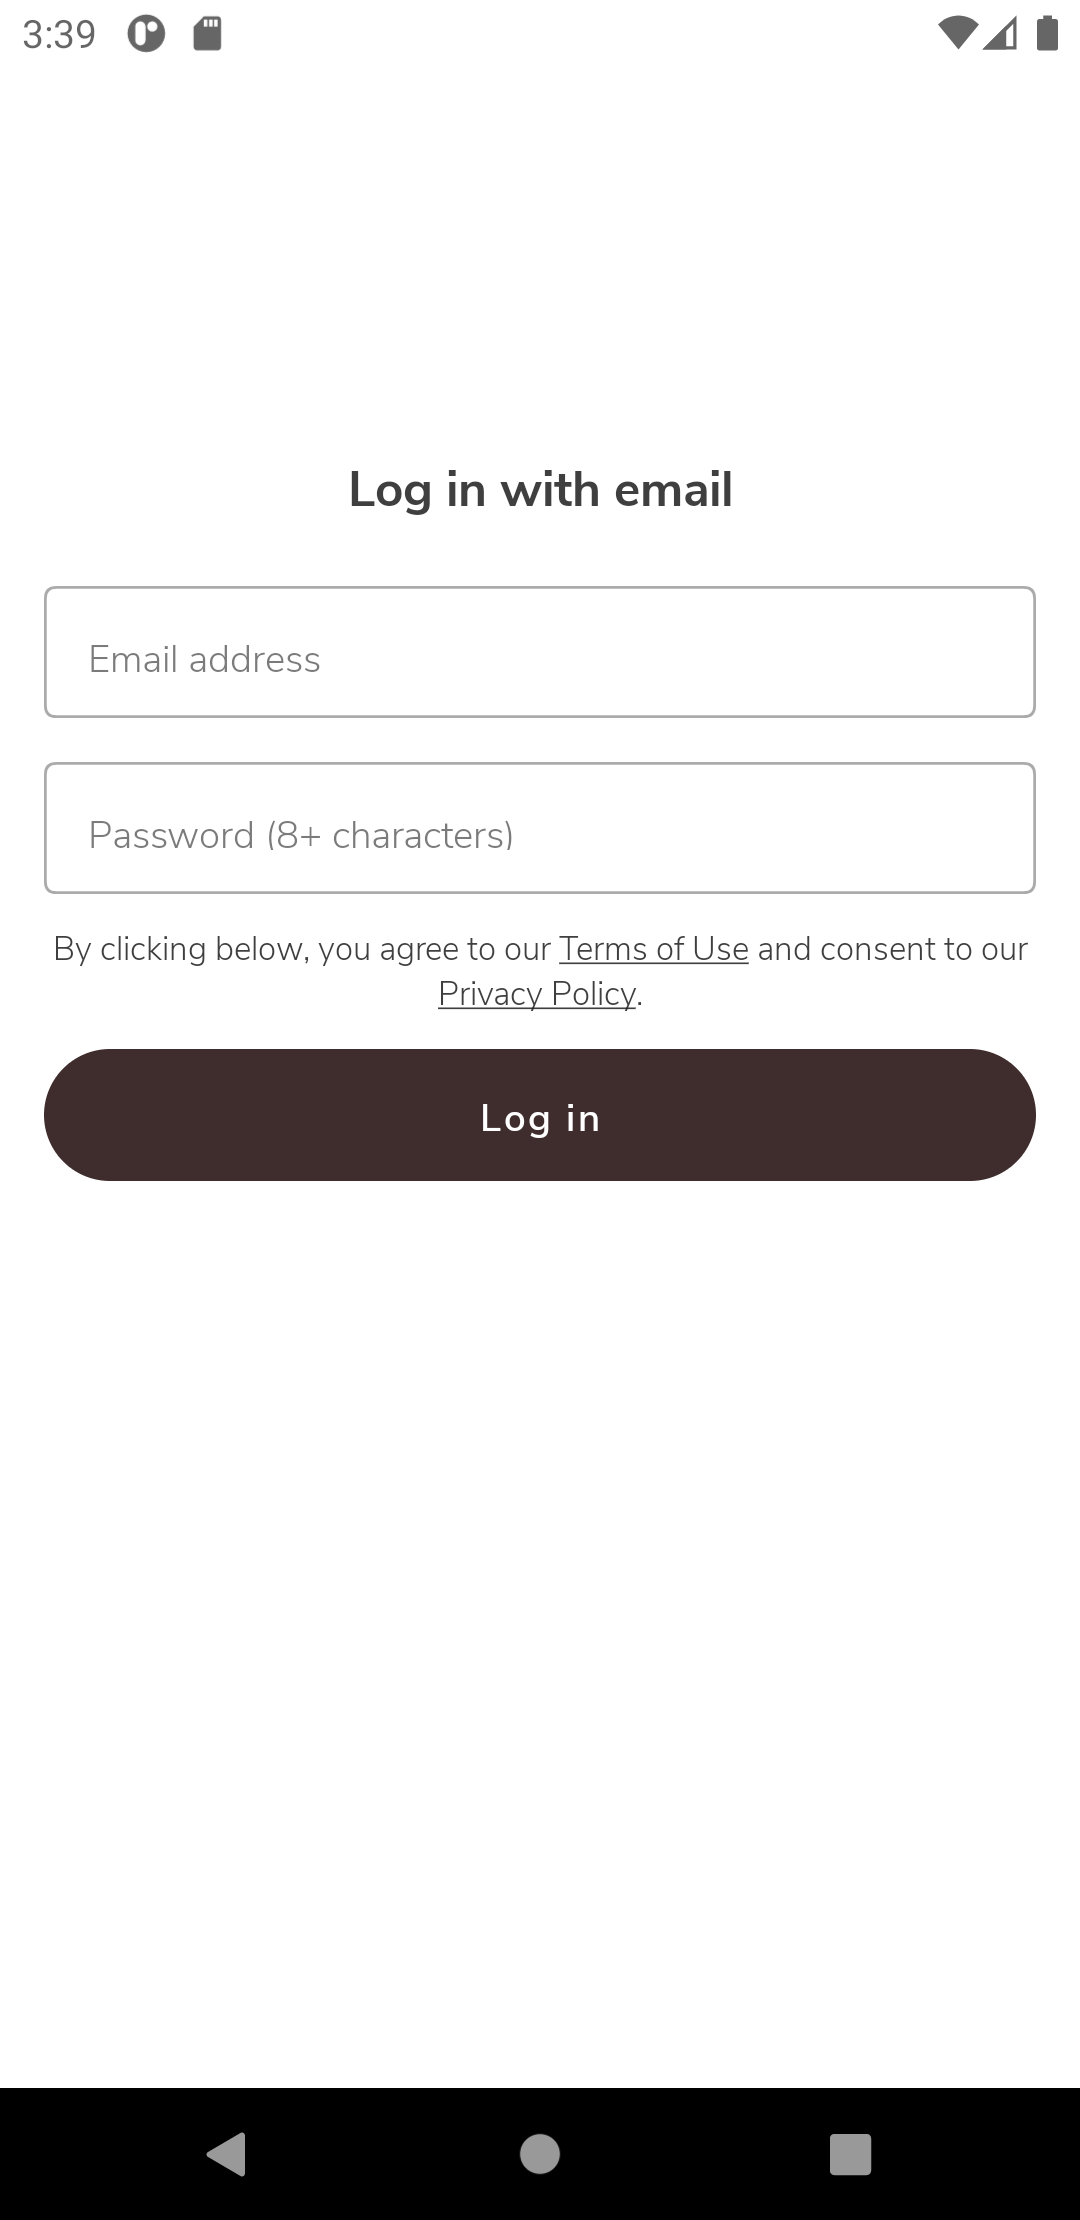 3:39
Log in with email
Email address
Password (8+ characters)
By clicking below, you agree to our Terms of Use and consent to our
Privacy Policy.
Log in